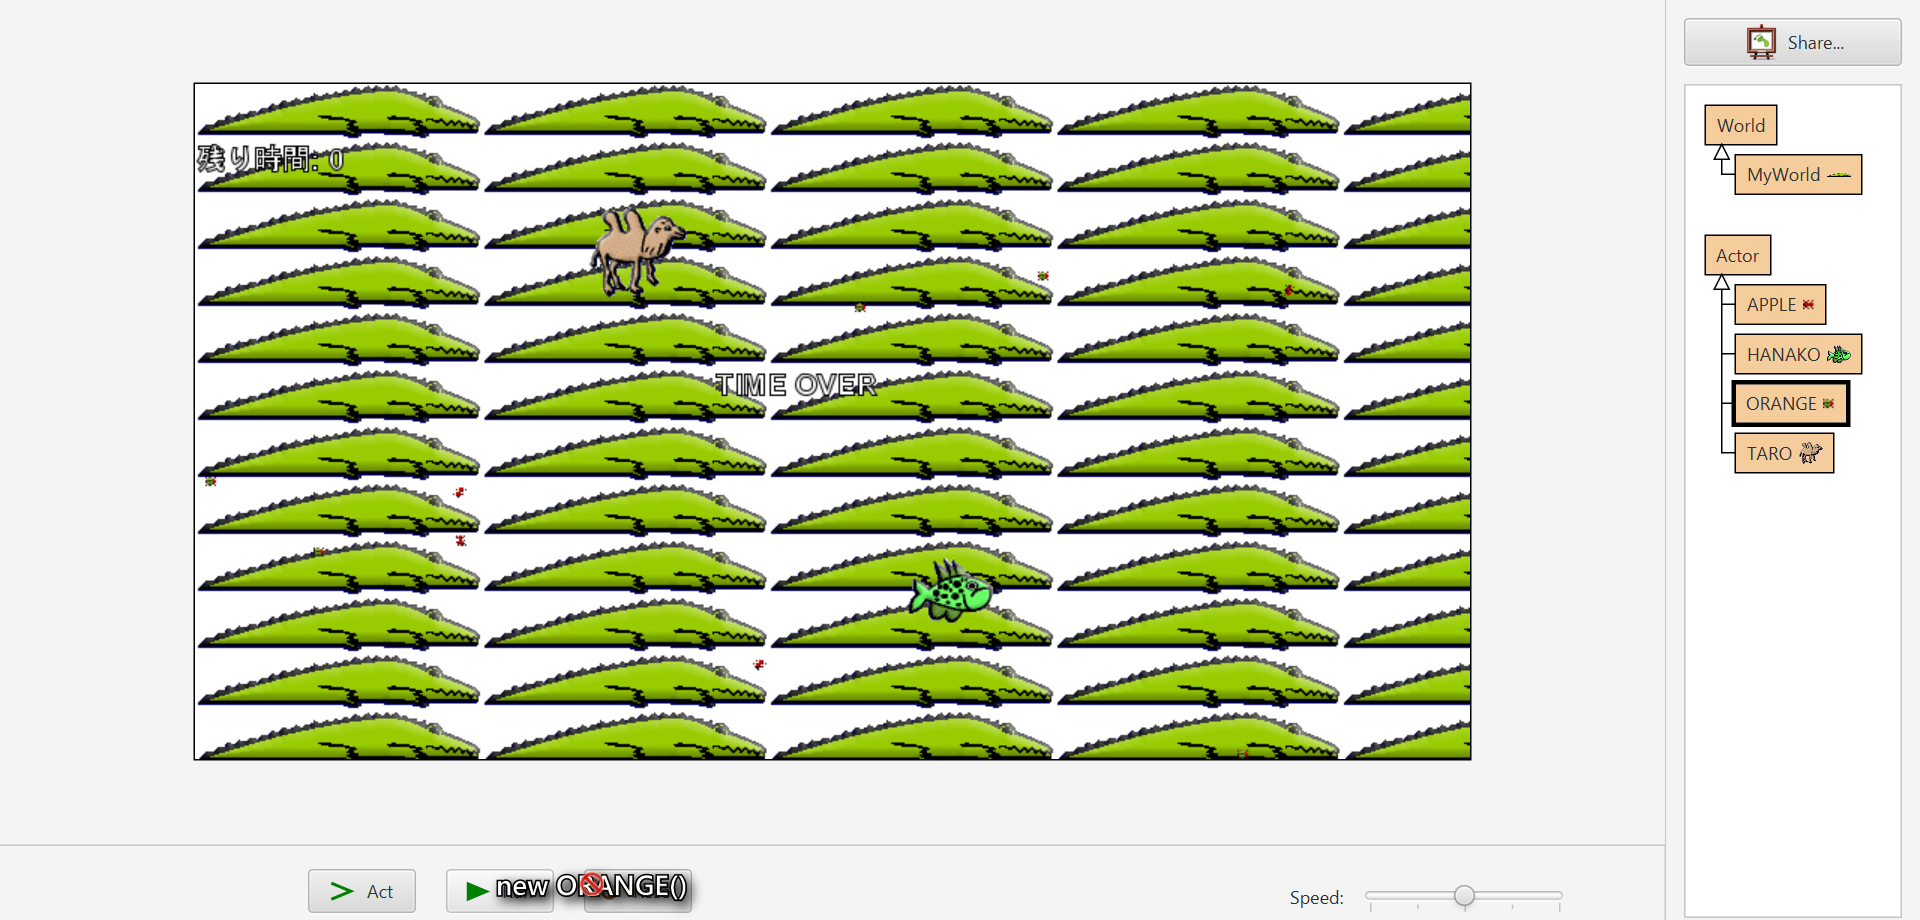 Share...
World
MyWorld
残り時間: 0
Actor
APPLE
HANAKO
TIME OVER
ORANGE
TARO
Act
new ORANGE()
Speed: